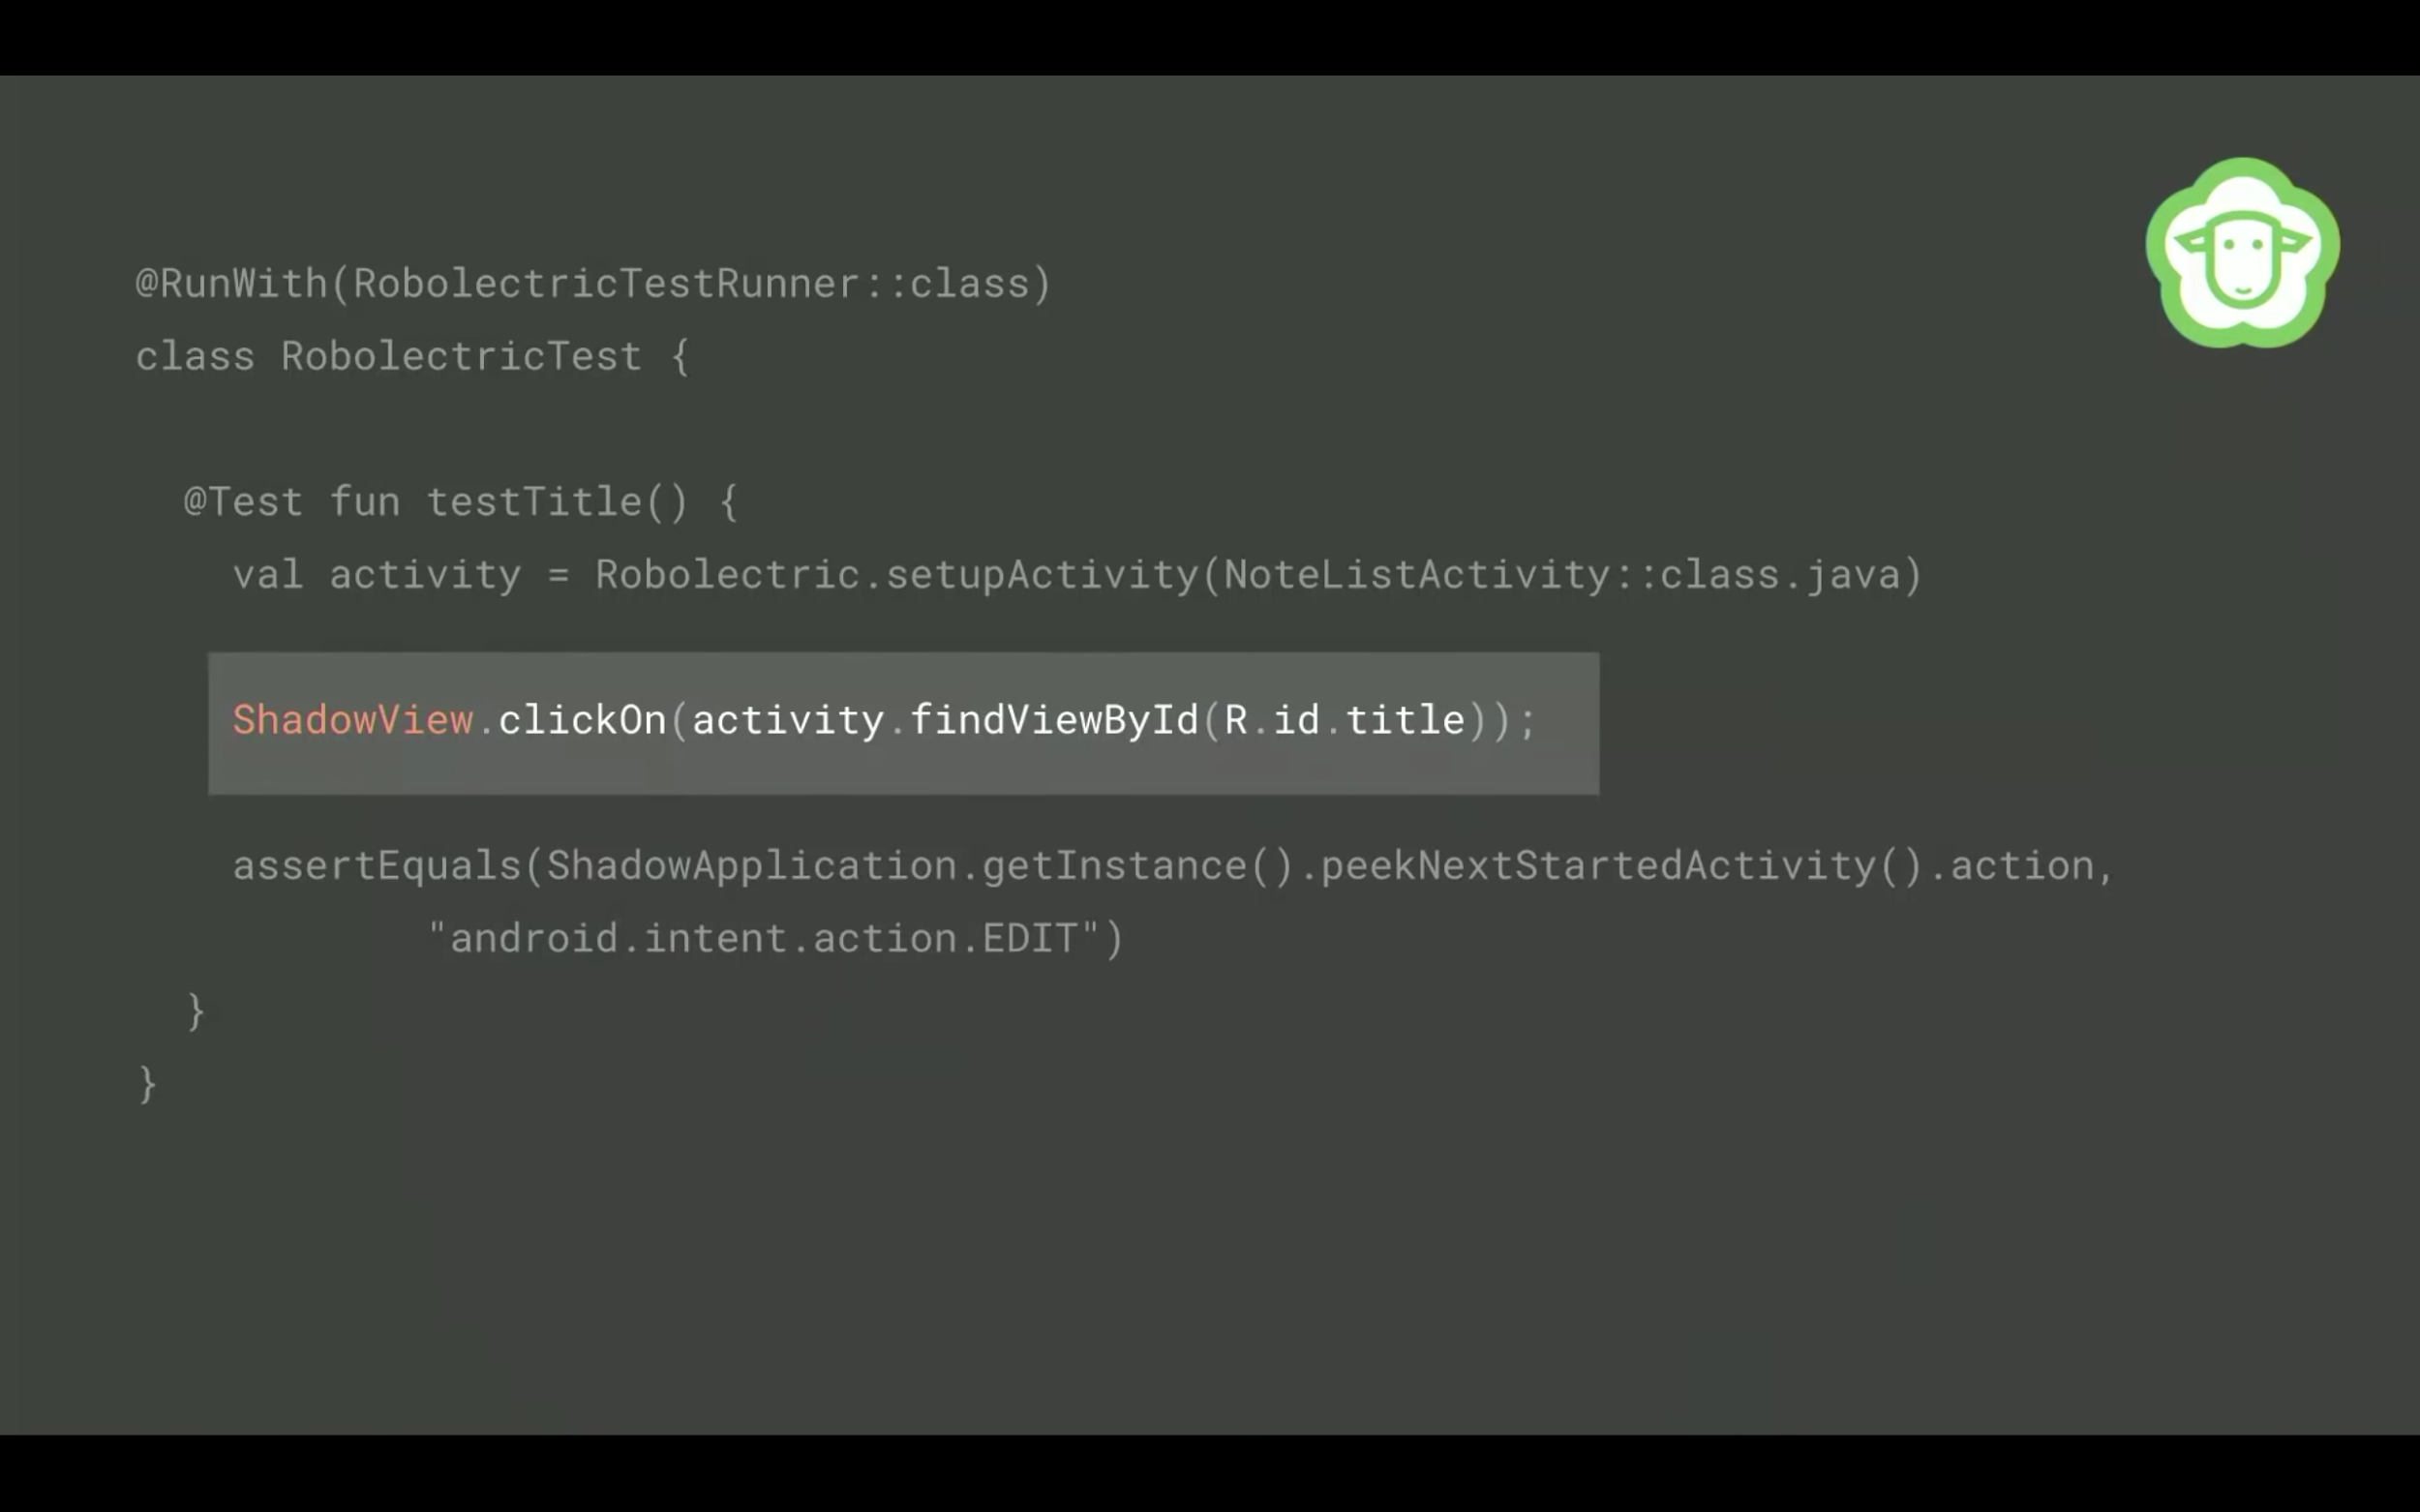 @RunWith(RobolectricTestRunner::class)
class RobolectricTest {
@Test fun testTitle() {
val activity = Robolectric.setupActivity(NoteListActivity::class.java)
ShadowView.clickOn(activity.findViewById(R.id.title));
assertEquals(ShadowApplication.getInstance().peekNextStartedActivity().action,
"android.intent.action.EDIT")
}
}